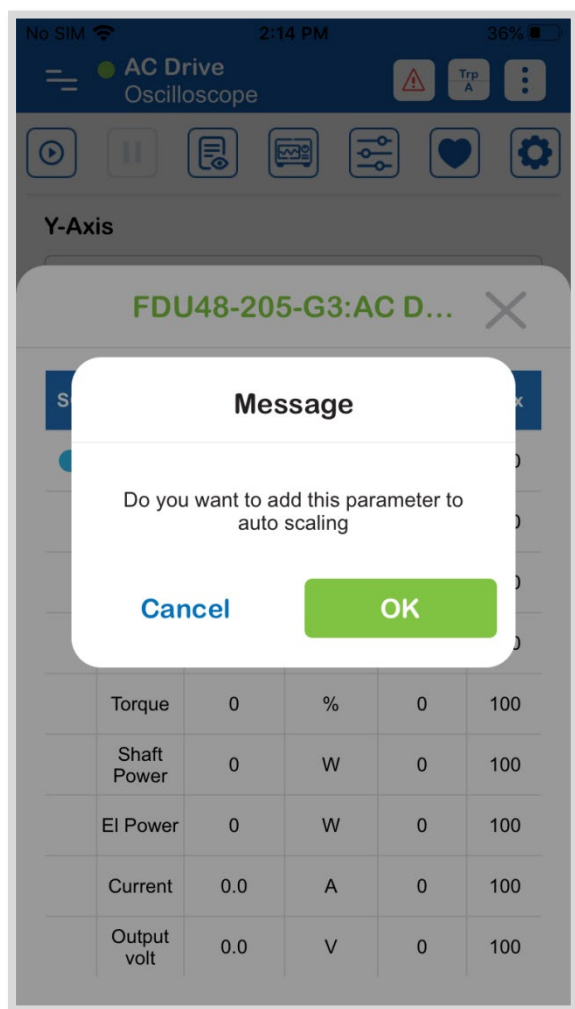 No SIM 2:14 PM 36%
AC Drive
Oscilloscope
Trp
A
Y-Axis
FDU48-205-G3:AC D...
Message
Do you want to add this parameter to
auto scaling
Cancel OK
Torque 0 % 0 100
Shaft
Power 0 W 0 100
El Power 0 W 0 100
Current 0.0 A 0 100
Output
volt 0.0 V 0 100